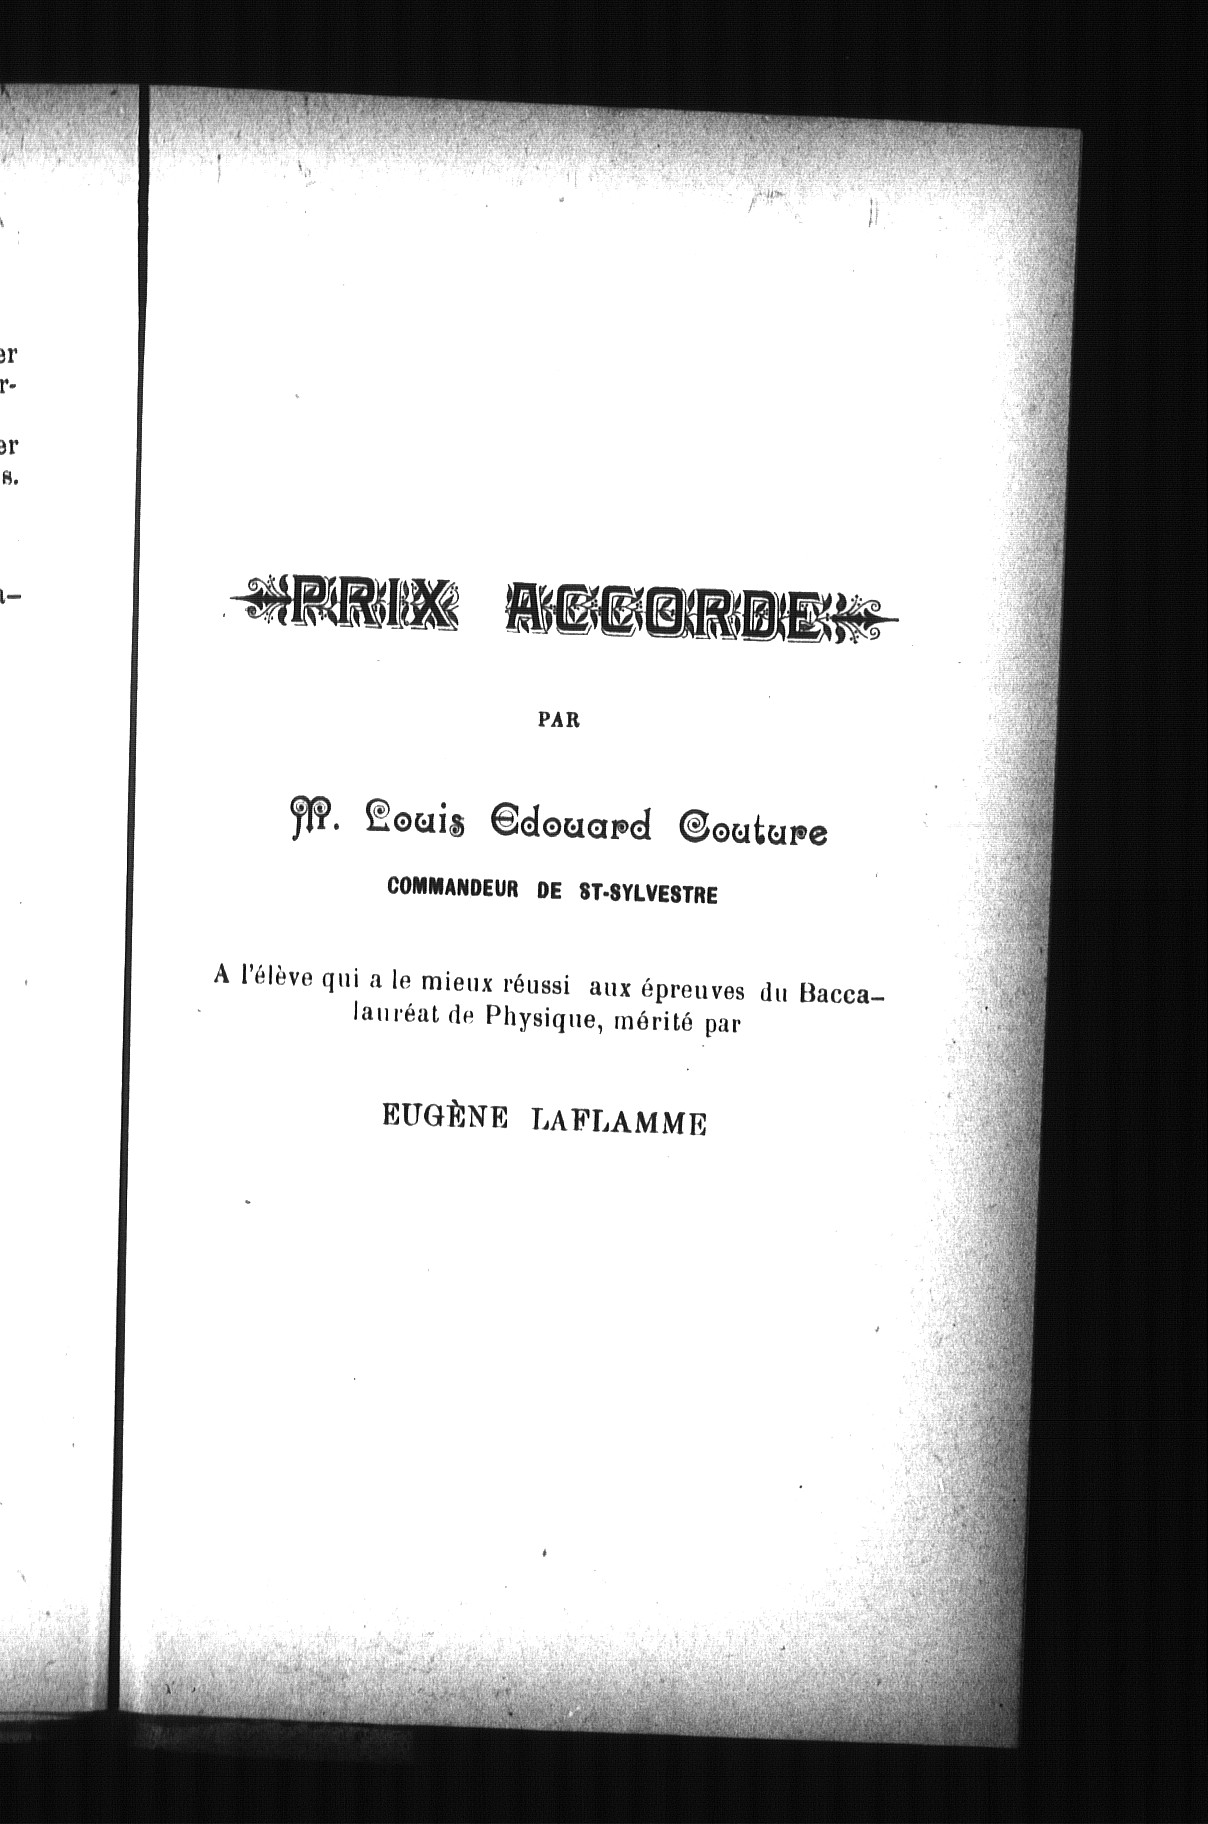 PRIX ACCORDE
PAR
M. Louis Edouard Couture
COMMANDEUR DE ST-SYLVESTRE
A l'élève qui a le mieux réussi aux épreuves du Bacca-
lauréat de Physique, mérité par
EUGÈNE LAFLAMME